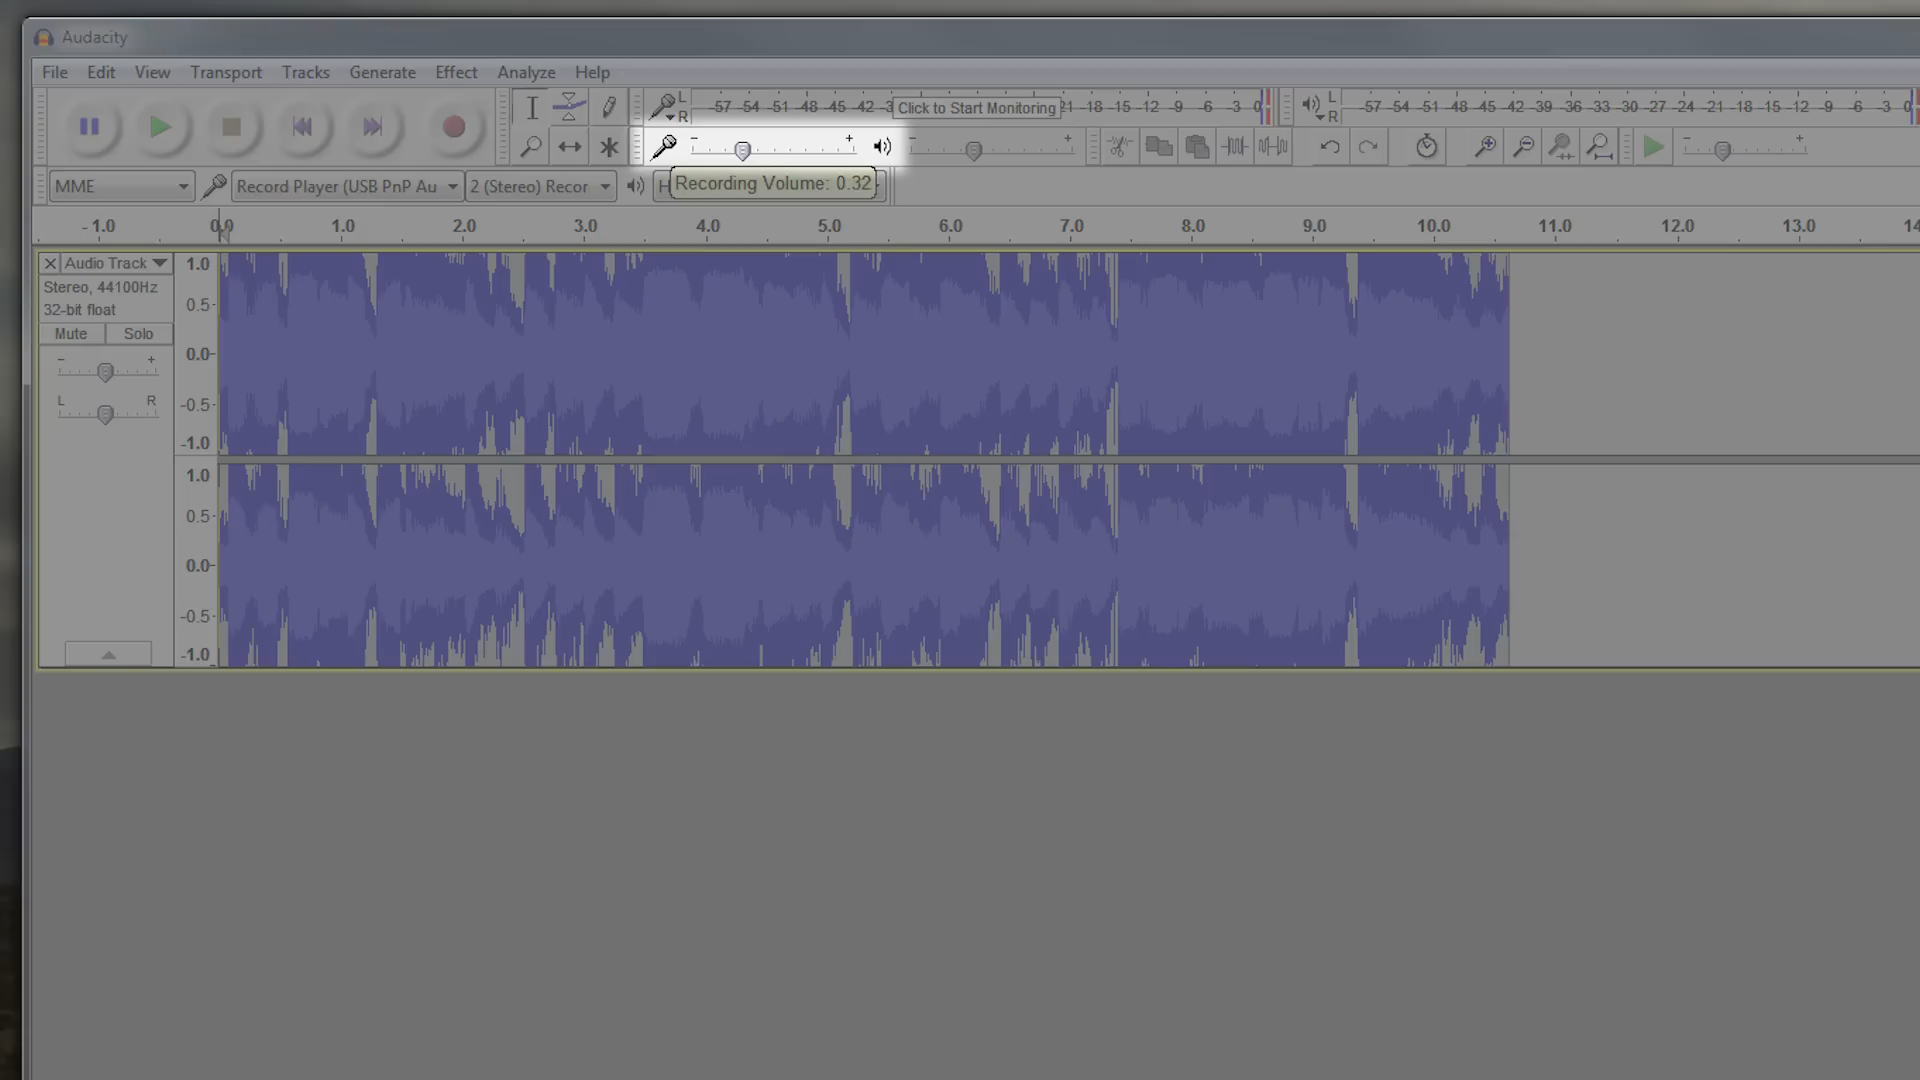 Audacity
File Edit View Transport Tracks Generate Effect Analyze Help
L
R
-57 -54 -51 -48 -45 -42 -3
Click to Start Monitoring
21 -18 -15 -12 -9 -6 -3 0
L
R
-57 -54 -51 -48 -45 -42 -39 -36 -33 -30 -27 -24 -21 -18 -15 -12 -9 -6 -3 0
- +
- +
- +
MME
Record Player (USB PnP Au
2 (Stereo) Recor
H
Recording Volume: 0.32
-1.0 0.0 1.0 2.0 3.0 4.0 5.0 6.0 7.0 8.0 9.0 10.0 11.0 12.0 13.0 14
Audio Track
Stereo, 44100Hz
32-bit float
Mute Solo
- +
L R
1.0
0.5
0.0
-0.5
-1.0
1.0
0.5
0.0
-0.5
-1.0